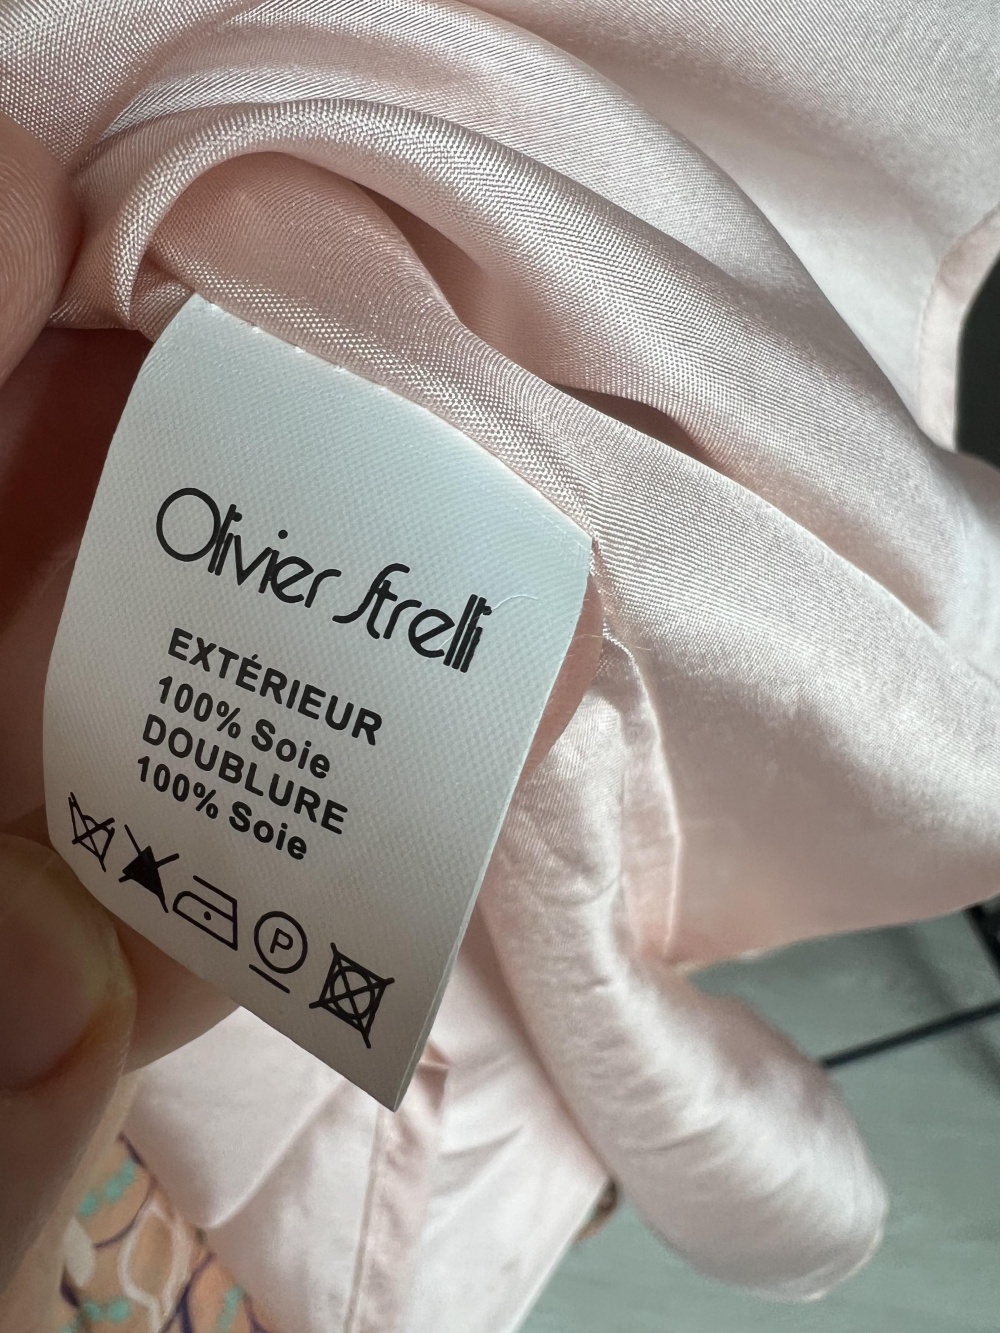 Olivier Strelli
EXTÉRIEUR
100% Soie
DOUBLURE
100% Soie
P